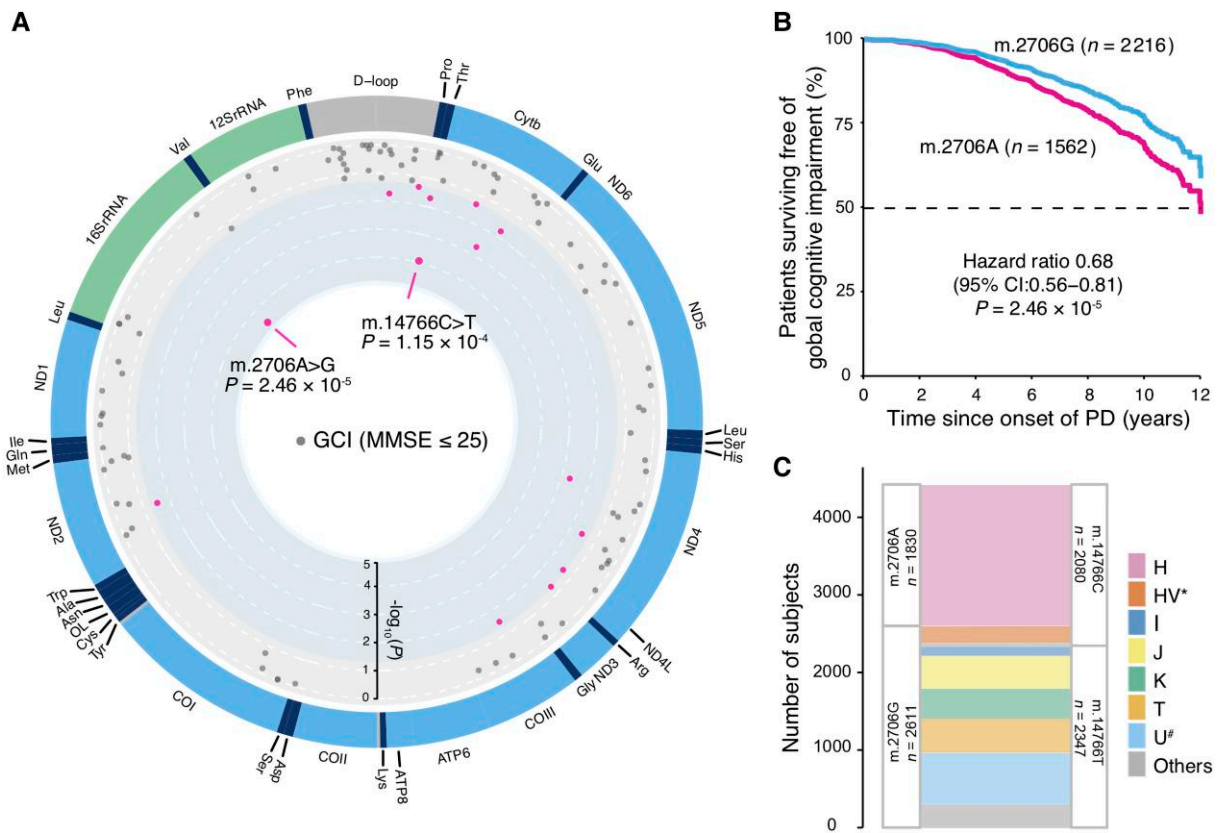 A
D–loop
Pro
Thr
Cytb
Glu
ND6
ND5
Leu
Ser
His
ND4
ND4L
Arg
ND3
Gly
COIII
ATP6
ATP8
Lys
COII
Asp
Ser
COI
Tyr
Cys
OL
Asn
Ala
Trp
ND2
Met
Gln
Ile
ND1
Leu
16SrRNA
Val
12SrRNA
Phe
m.14766C>T
P = 1.15 × 10⁻⁴
m.2706A>G
P = 2.46 × 10⁻⁵
GCI (MMSE ≤ 25)
5
4
3
2
1
0
-log₁₀(P)
B
Patients surviving free of
global cognitive impairment (%)
100
75
50
25
0
m.2706G (n = 2216)
m.2706A (n = 1562)
Hazard ratio 0.68
(95% CI:0.56–0.81)
P = 2.46 × 10⁻⁵
0 2 4 6 8 10 12
Time since onset of PD (years)
C
Number of subjects
4000
3000
2000
1000
0
m.2706A
n = 1830
m.2706G
n = 2611
m.14766C
n = 2080
m.14766T
n = 2347
H
HV*
I
J
K
T
U#
Others